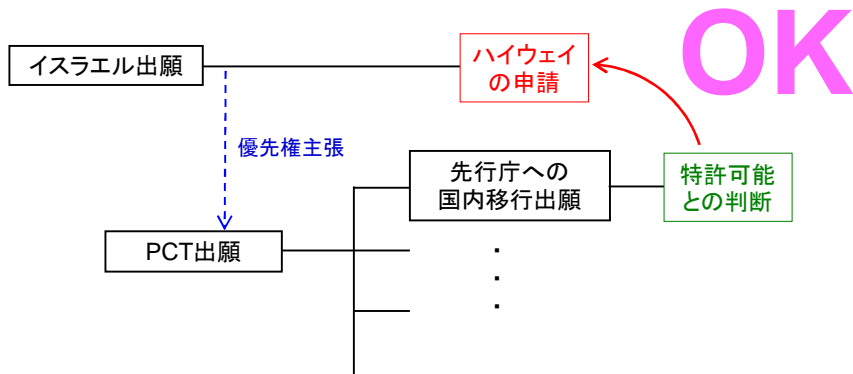 OK
イスラエル出願
ハイウェイ
の申請
優先権主張
先行庁への
国内移行出願
特許可能
との判断
PCT出願
・
・
・